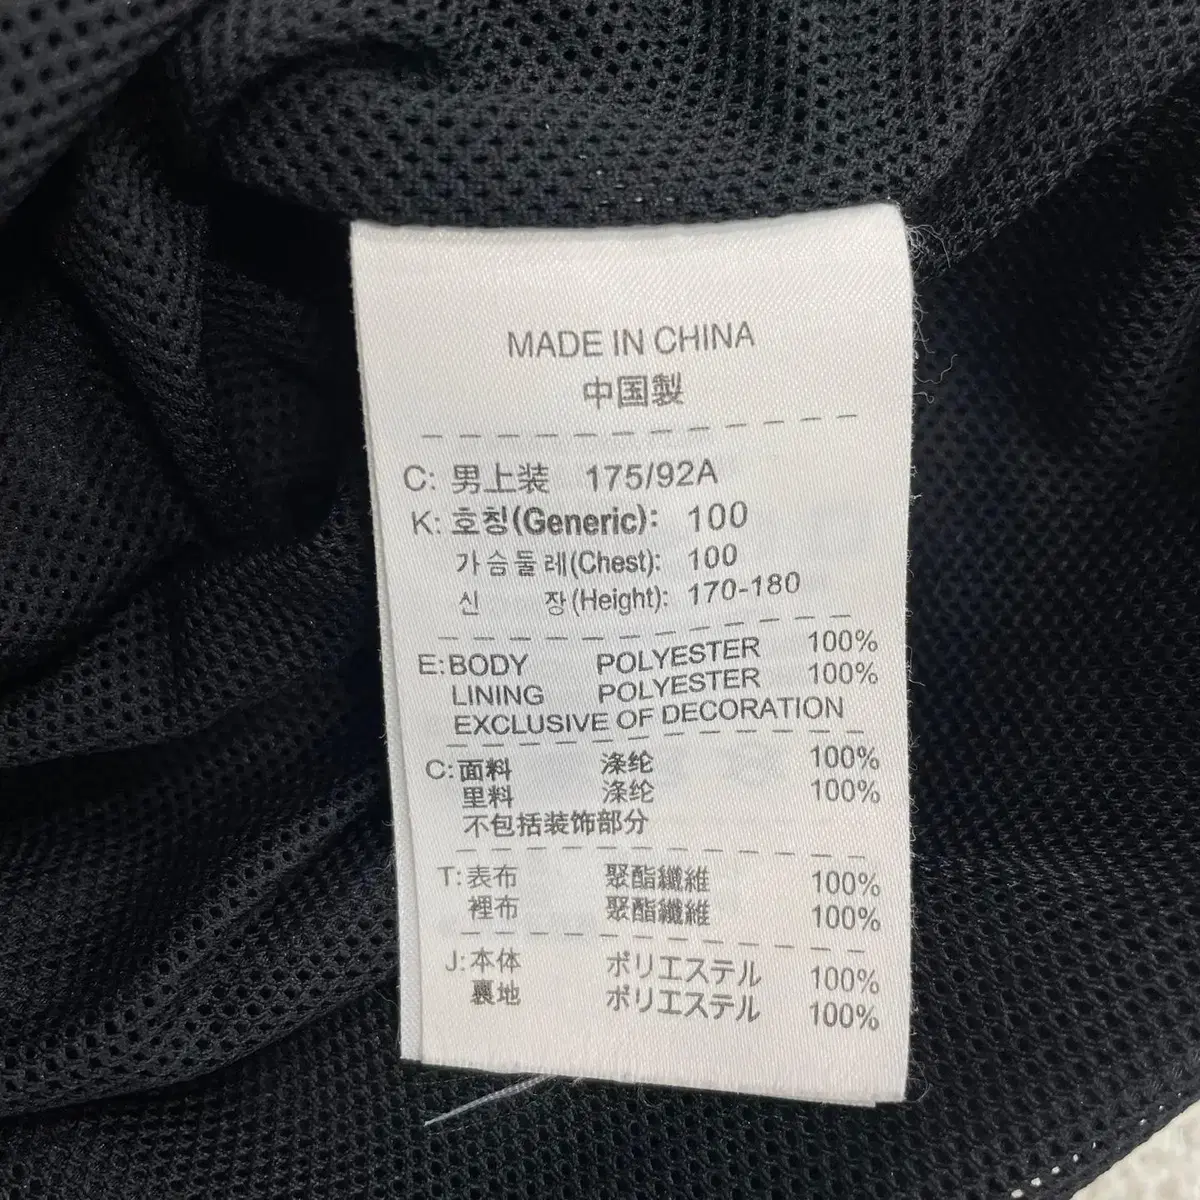 MADE IN CHINA
中国製
C: 男上装 175/92A
K: 호칭(Generic): 100
가슴둘레(Chest): 100
신 장(Height): 170-180
E: BODY POLYESTER 100%
LINING POLYESTER 100%
EXCLUSIVE OF DECORATION
C: 面料 涤纶 100%
里料 涤纶 100%
不包括装饰部分
T: 表布 聚酯纖維 100%
裡布 聚酯纖維 100%
J: 本体 ポリエステル 100%
裏地 ポリエステル 100%